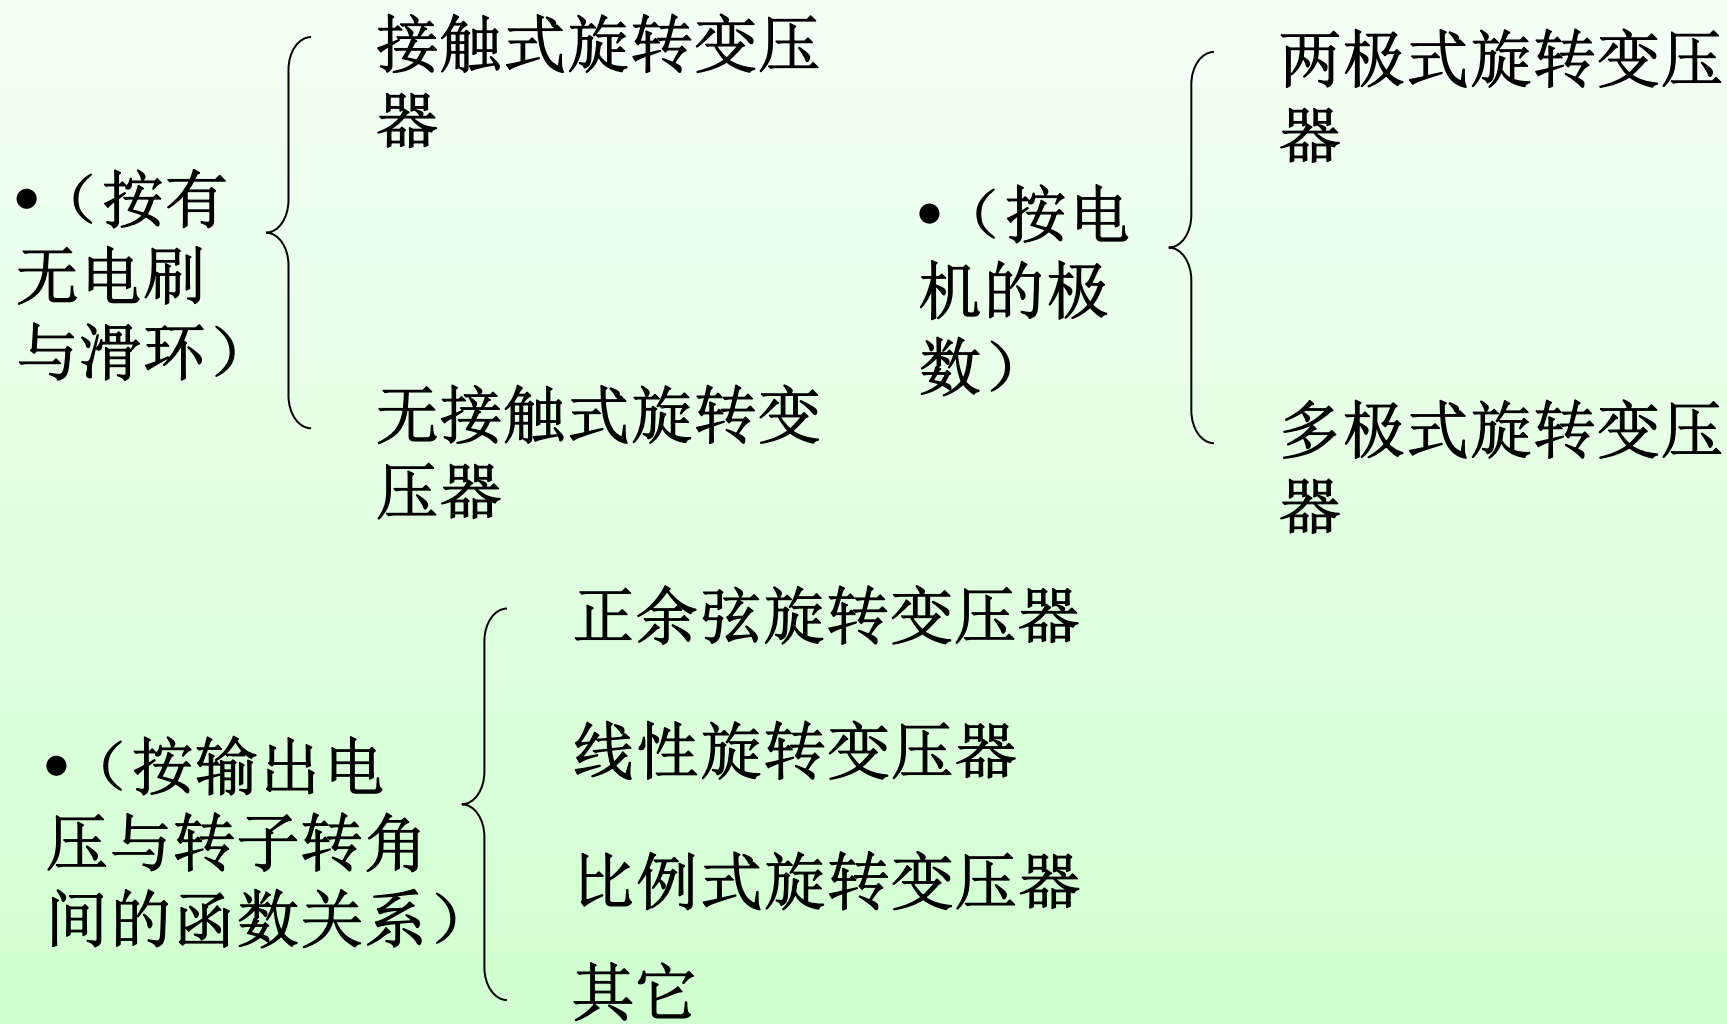 •（按有
无电刷
与滑环）
接触式旋转变压
器
无接触式旋转变
压器
•（按电
机的极
数）
两极式旋转变压
器
多极式旋转变压
器
•（按输出电
压与转子转角
间的函数关系）
正余弦旋转变压器
线性旋转变压器
比例式旋转变压器
其它